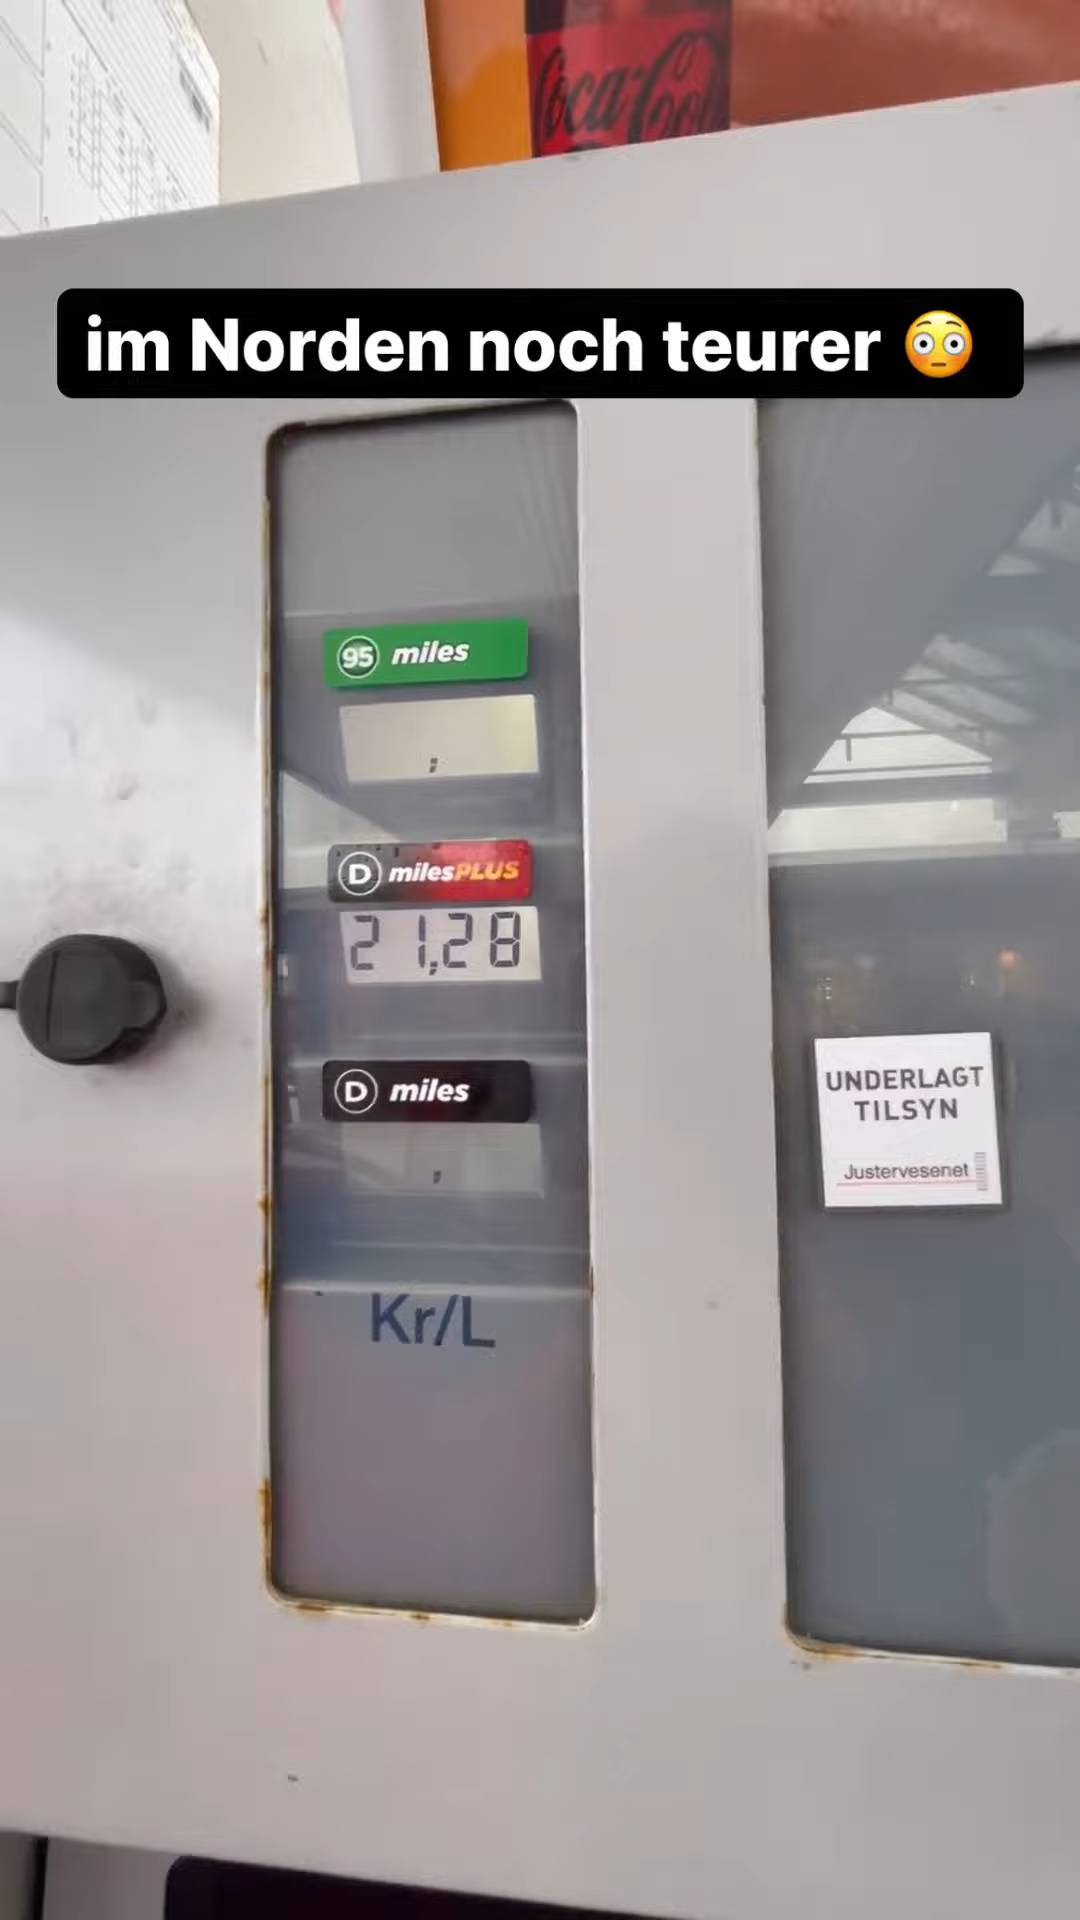 Coca-Cola
im Norden noch teurer 😳
95 miles
,
D milesPLUS
21,28
D miles
,
UNDERLAGT
TILSYN
Justervesenet
Kr/L